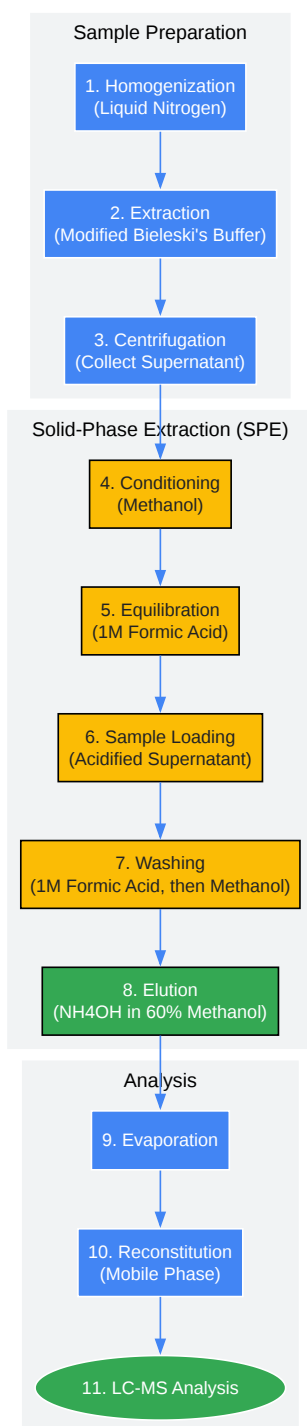 Sample Preparation
1. Homogenization
(Liquid Nitrogen)
2. Extraction
(Modified Bieleski's Buffer)
3. Centrifugation
(Collect Supernatant)
Solid-Phase Extraction (SPE)
4. Conditioning
(Methanol)
5. Equilibration
(1M Formic Acid)
6. Sample Loading
(Acidified Supernatant)
7. Washing
(1M Formic Acid, then Methanol)
8. Elution
(NH4OH in 60% Methanol)
Analysis
9. Evaporation
10. Reconstitution
(Mobile Phase)
11. LC-MS Analysis